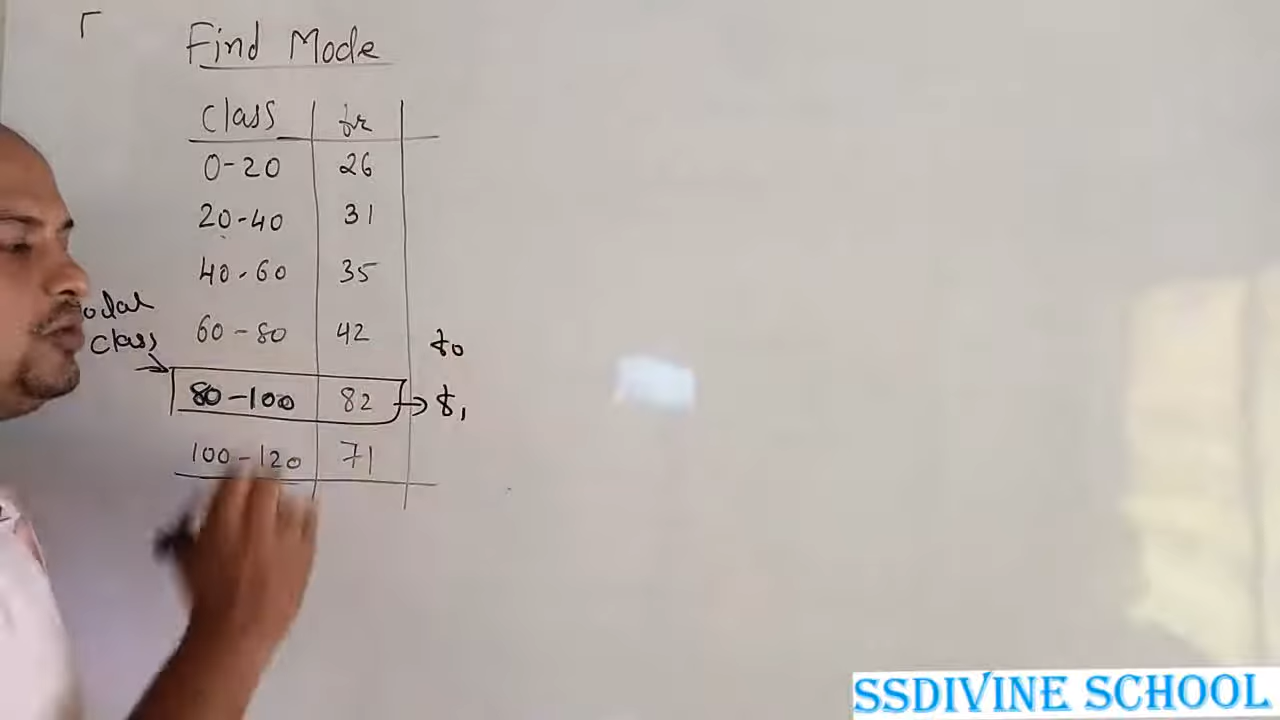 Find Mode
Class fr
0-20 26
20-40 31
40-60 35
60-80 42 f0
80-100 82 → f1
100-120 71
odal
class
SSDIVINE SCHOOL